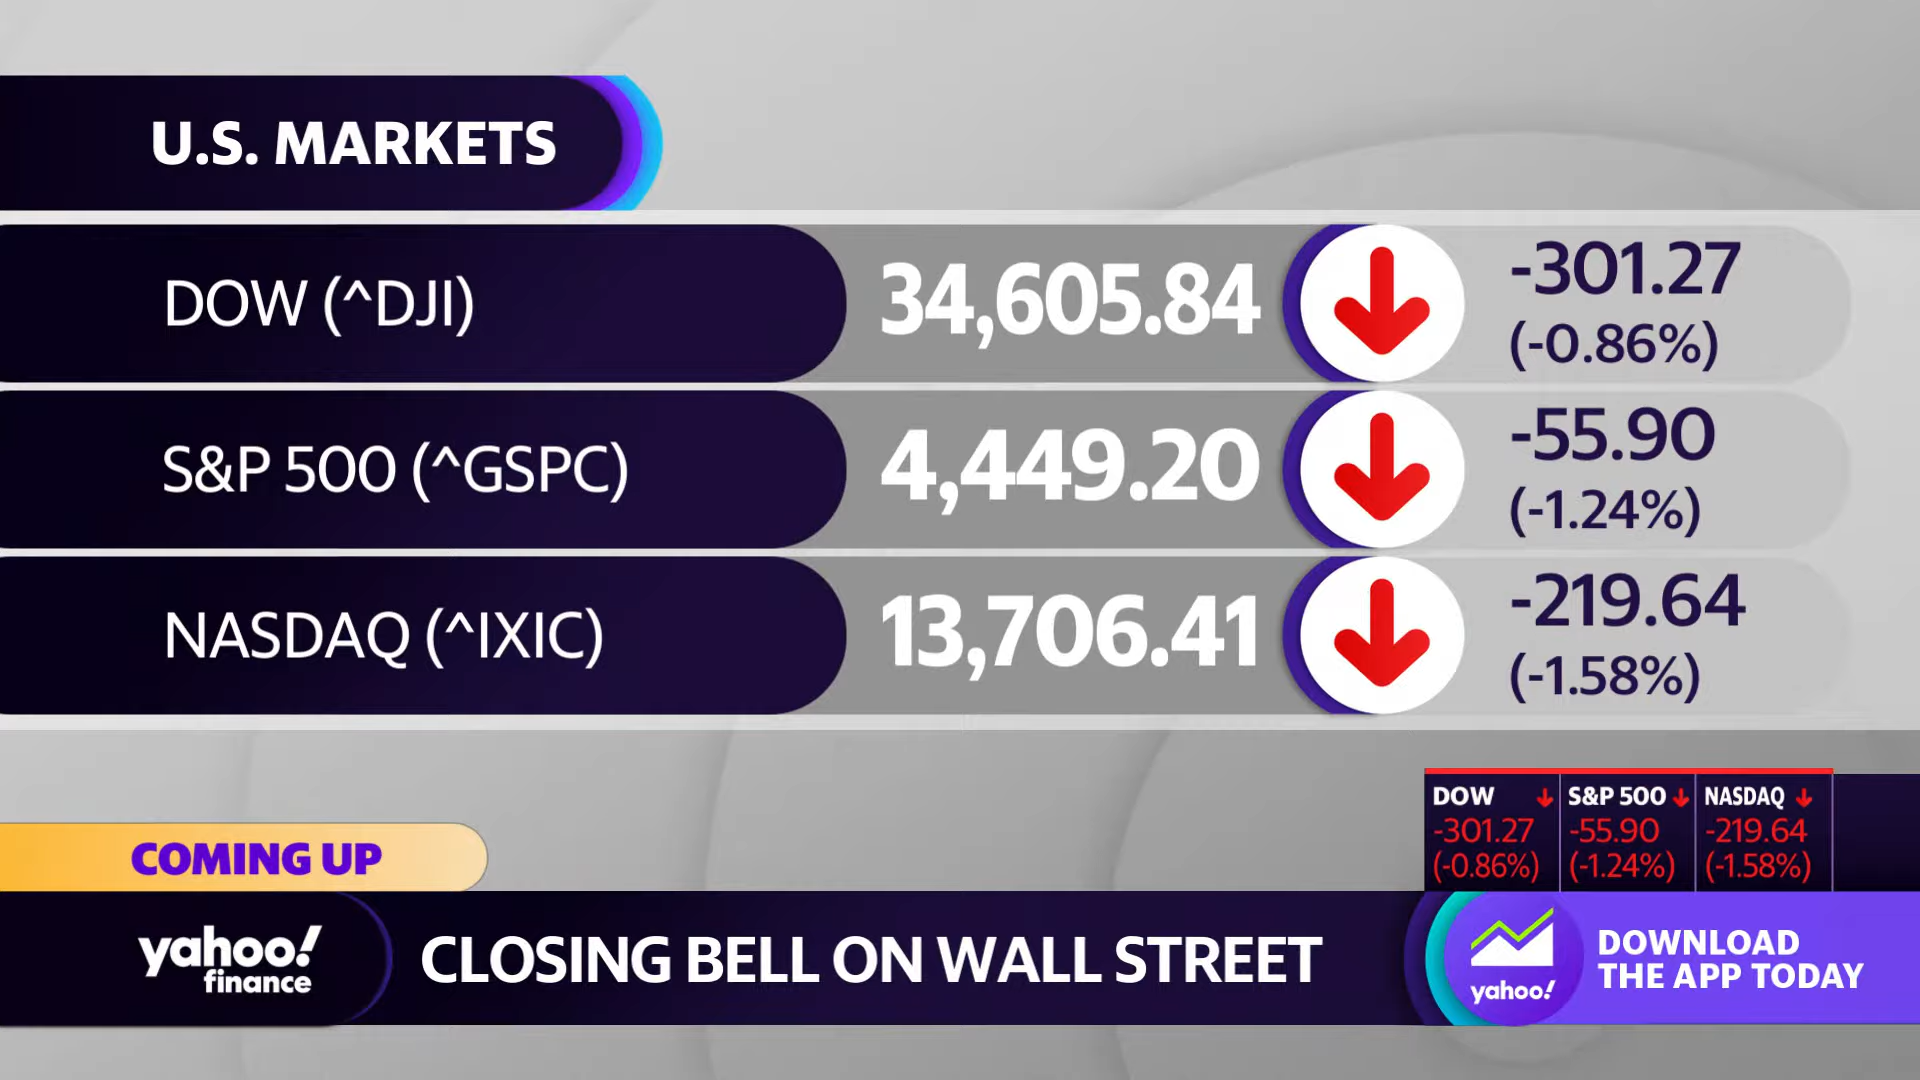 U.S. MARKETS
DOW (^DJI) 34,605.84 -301.27
(-0.86%)
S&P 500 (^GSPC) 4,449.20 -55.90
(-1.24%)
NASDAQ (^IXIC) 13,706.41 -219.64
(-1.58%)
DOW S&P 500 NASDAQ
-301.27 -55.90 -219.64
(-0.86%) (-1.24%) (-1.58%)
COMING UP
yahoo!
finance
CLOSING BELL ON WALL STREET
yahoo!
DOWNLOAD
THE APP TODAY